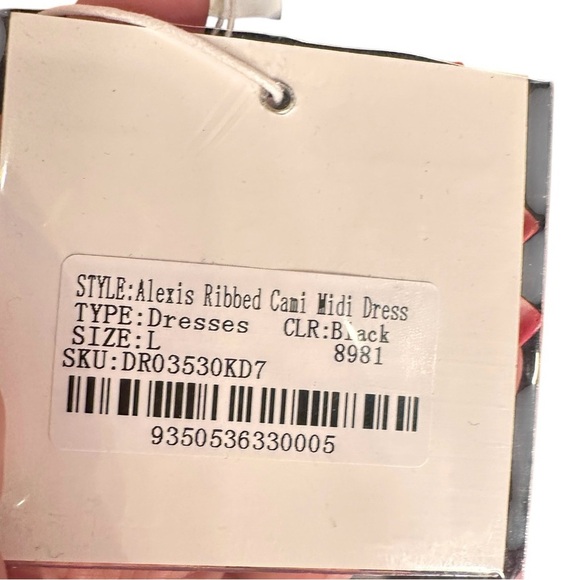 STYLE:Alexis Ribbed Cami Midi Dress
TYPE:Dresses CLR:Black
SIZE:L 8981
SKU:DR03530KD7
9350536330005